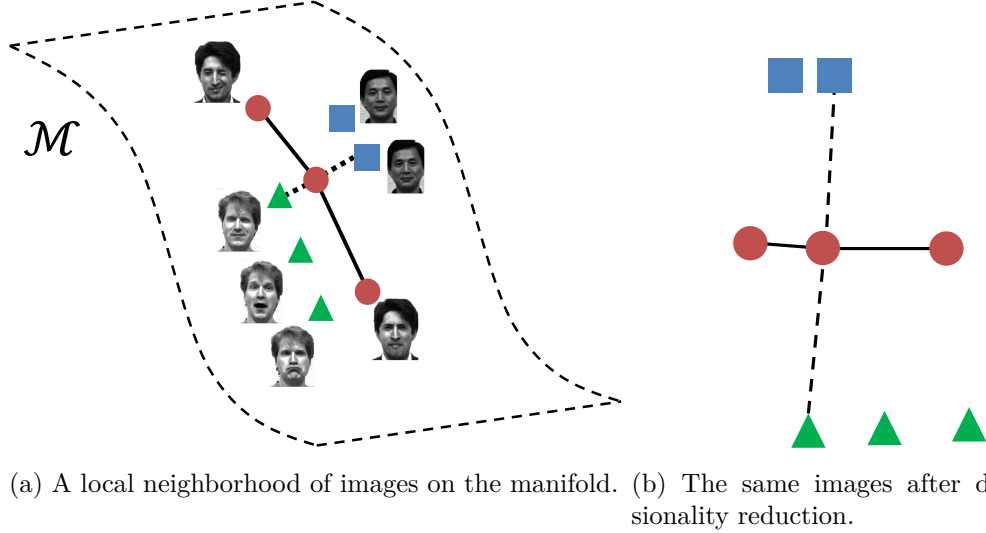 ℳ
(a) A local neighborhood of images on the manifold.
(b) The same images after d
sionality reduction.